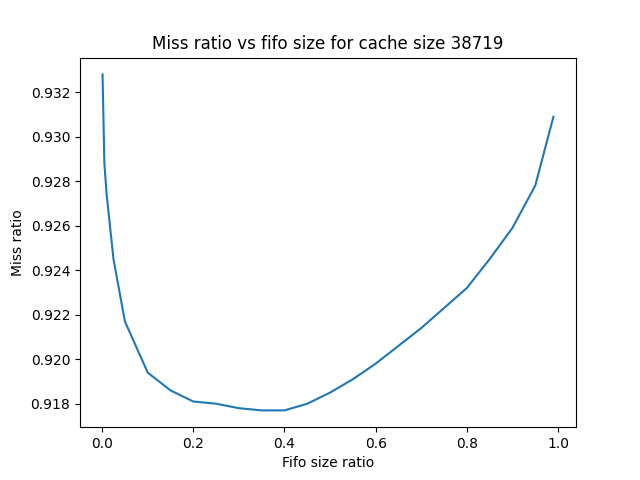 Miss ratio vs fifo size for cache size 38719
0.932
0.930
0.928
0.926
0.924
0.922
0.920
0.918
Miss ratio
0.0 0.2 0.4 0.6 0.8 1.0
Fifo size ratio